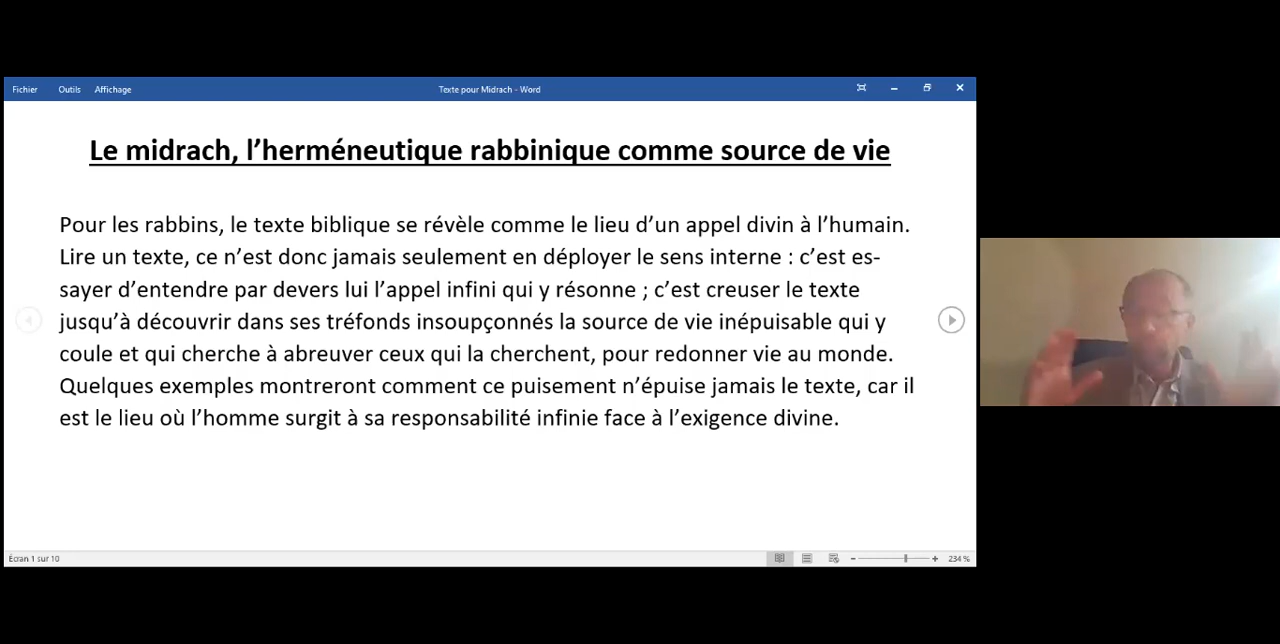 Fichier Outils Affichage Texte pour Midrach - Word
Le midrach, l’herméneutique rabbinique comme source de vie
Pour les rabbins, le texte biblique se révèle comme le lieu d’un appel divin à l’humain.
Lire un texte, ce n’est donc jamais seulement en déployer le sens interne : c’est es-
sayer d’entendre par devers lui l’appel infini qui y résonne ; c’est creuser le texte
jusqu’à découvrir dans ses tréfonds insoupçonnés la source de vie inépuisable qui y
coule et qui cherche à abreuver ceux qui la cherchent, pour redonner vie au monde.
Quelques exemples montreront comment ce puisement n’épuise jamais le texte, car il
est le lieu où l’homme surgit à sa responsabilité infinie face à l’exigence divine.
Écran 1 sur 10 234 %